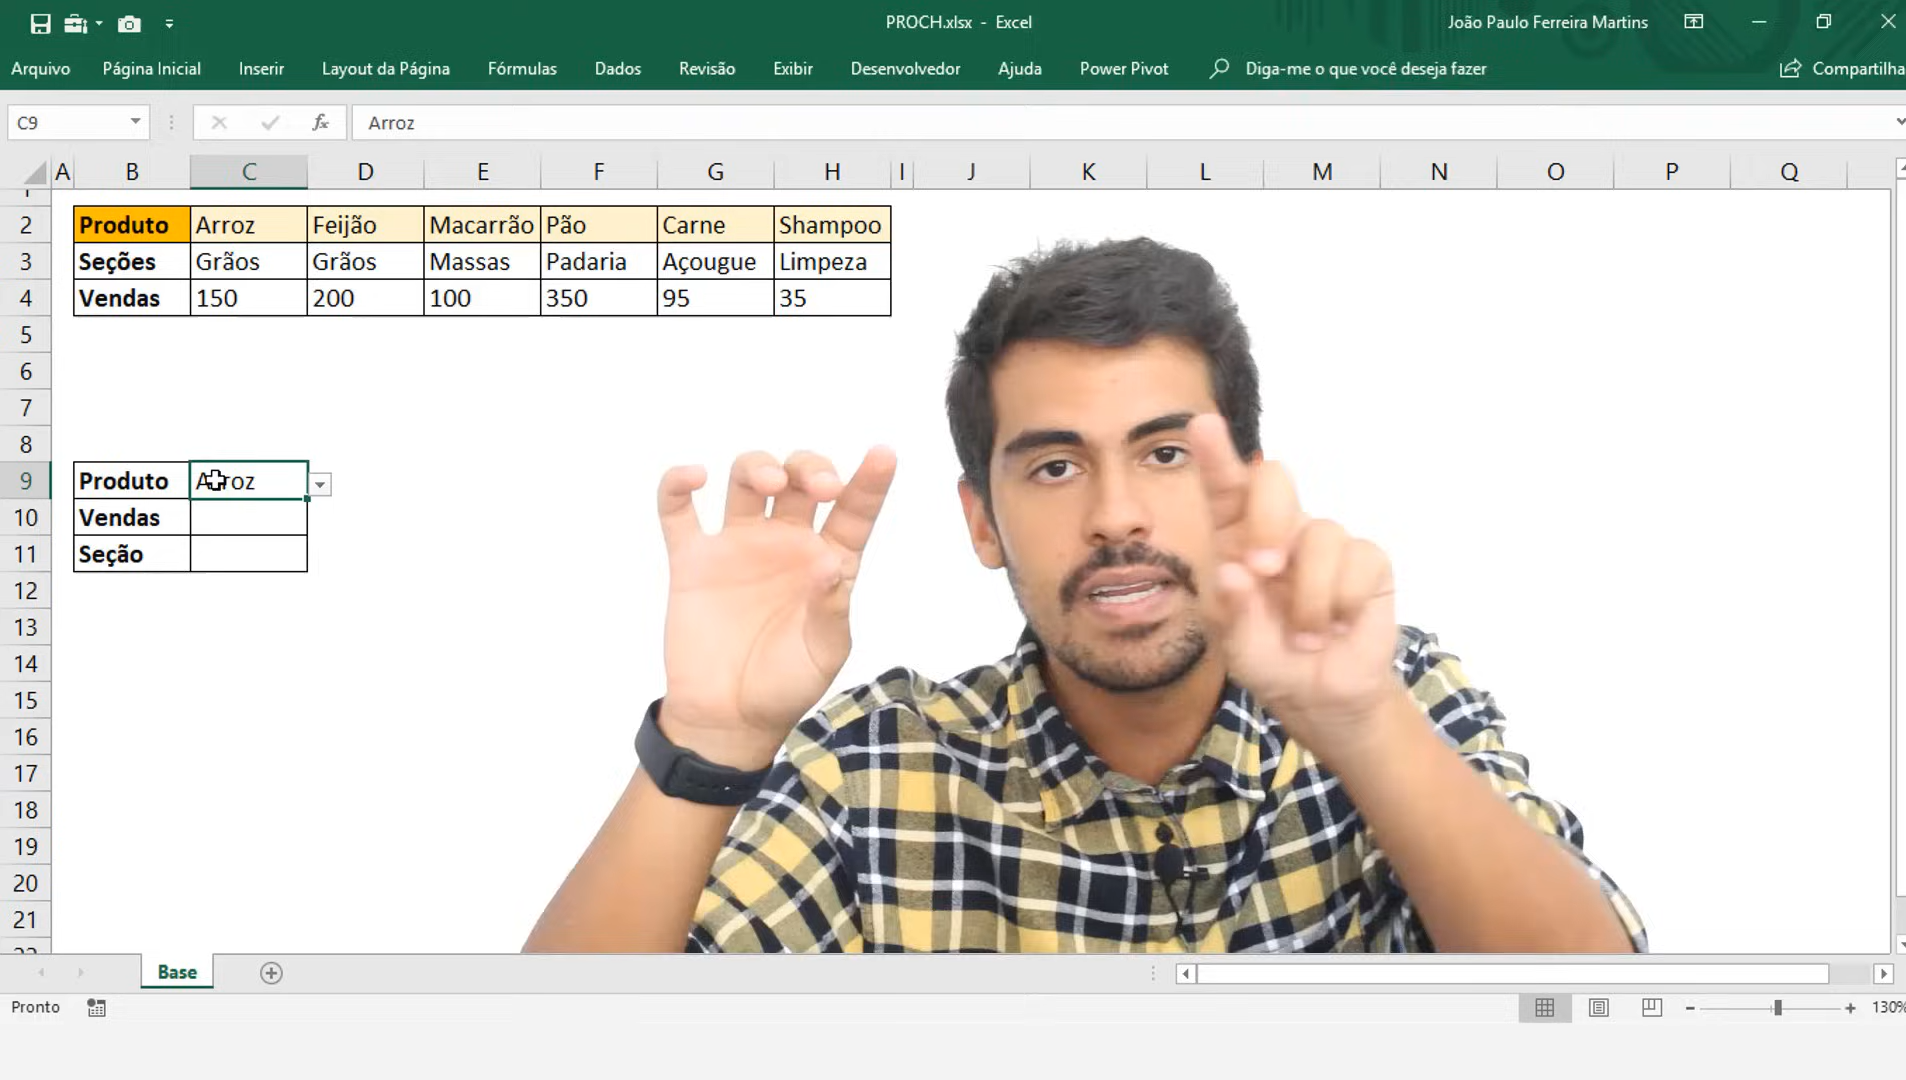 PROCH.xlsx - Excel
João Paulo Ferreira Martins
Arquivo Página Inicial Inserir Layout da Página Fórmulas Dados Revisão Exibir Desenvolvedor Ajuda Power Pivot Diga-me o que você deseja fazer Compartilha
C9 fx Arroz
A B C D E F G H I J K L M N O P Q
2 Produto Arroz Feijão Macarrão Pão Carne Shampoo
3 Seções Grãos Grãos Massas Padaria Açougue Limpeza
4 Vendas 150 200 100 350 95 35
5
6
7
8
9 Produto Arroz
10 Vendas
11 Seção
12
13
14
15
16
17
18
19
20
21
Base
Pronto 130%